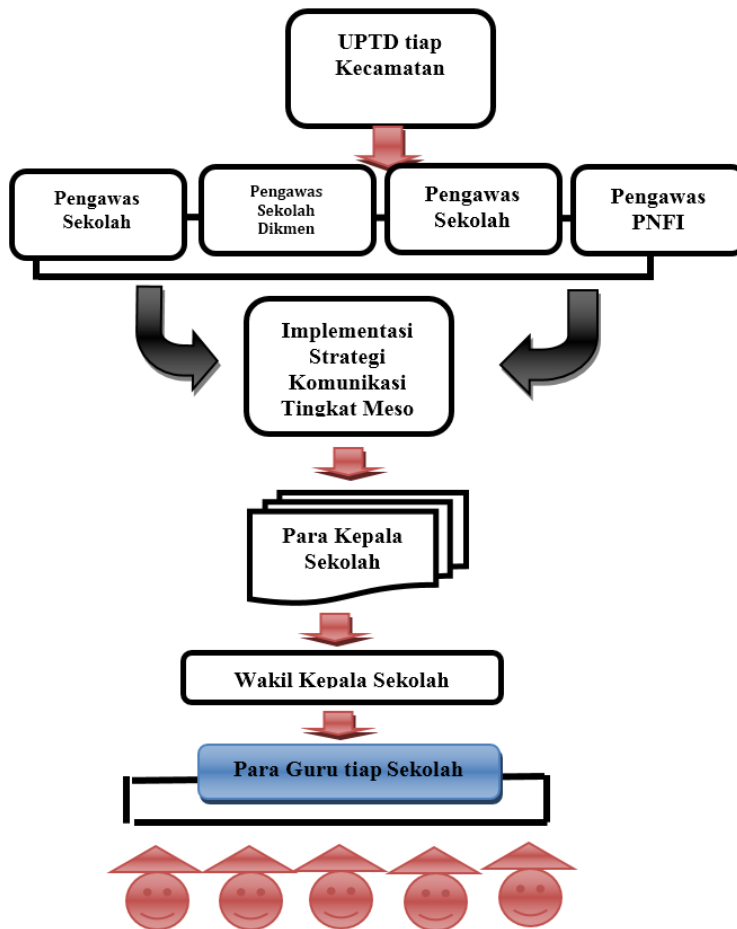 UPTD tiap
Kecamatan
Pengawas
Sekolah
Pengawas
Sekolah
Dikmen
Pengawas
Sekolah
Pengawas
PNFI
Implementasi
Strategi
Komunikasi
Tingkat Meso
Para Kepala
Sekolah
Wakil Kepala Sekolah
Para Guru tiap Sekolah